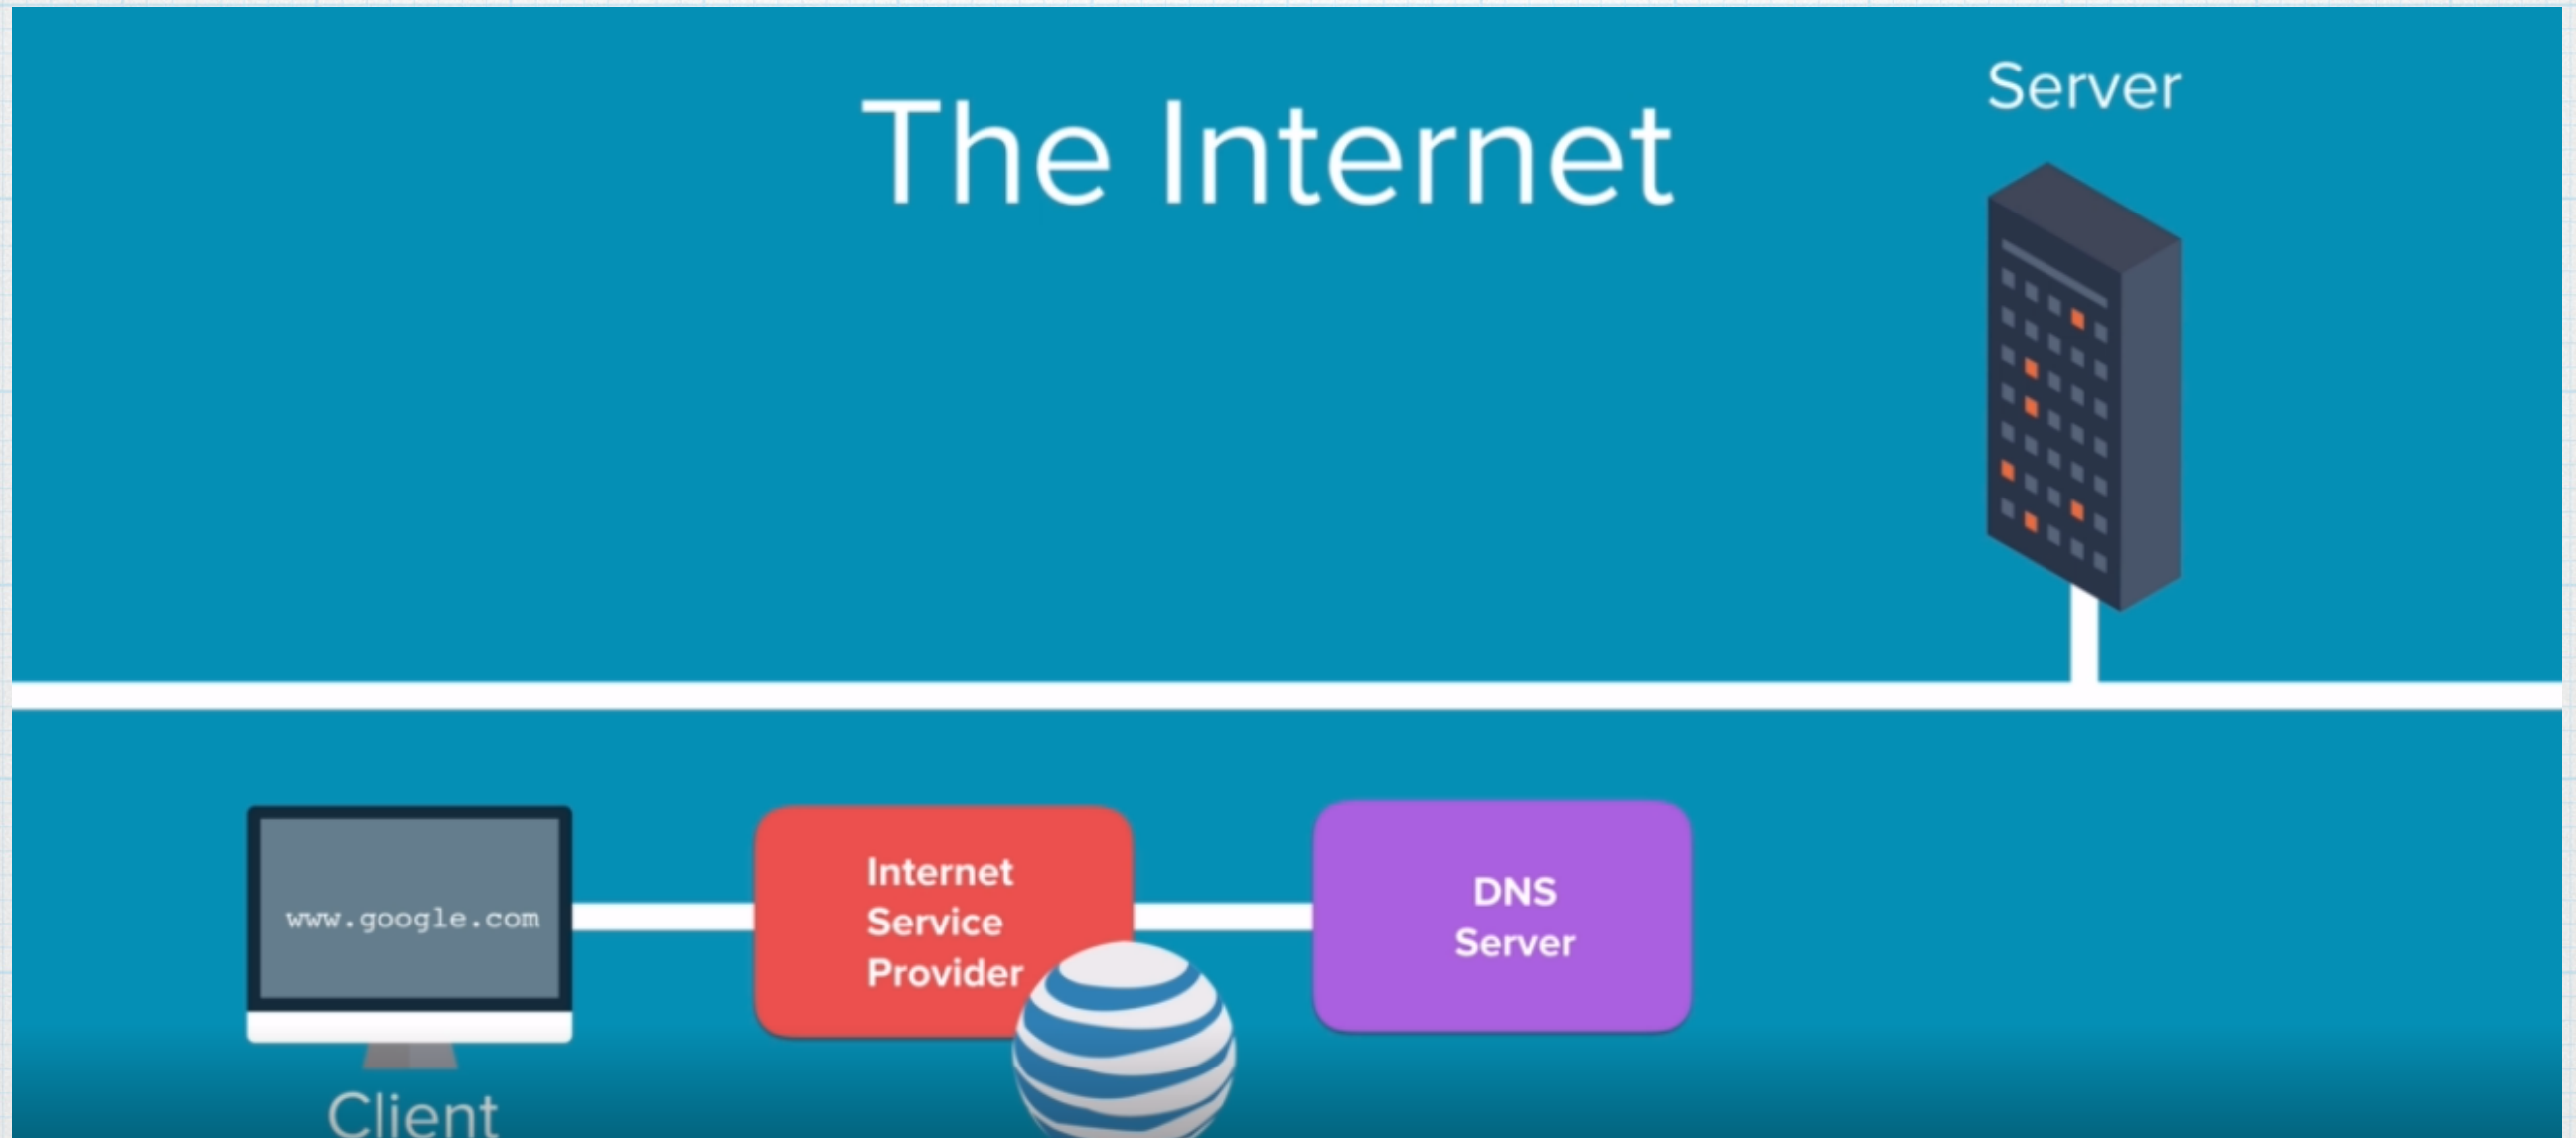 The Internet
Server
www.google.com
Internet
Service
Provider
DNS
Server
Client